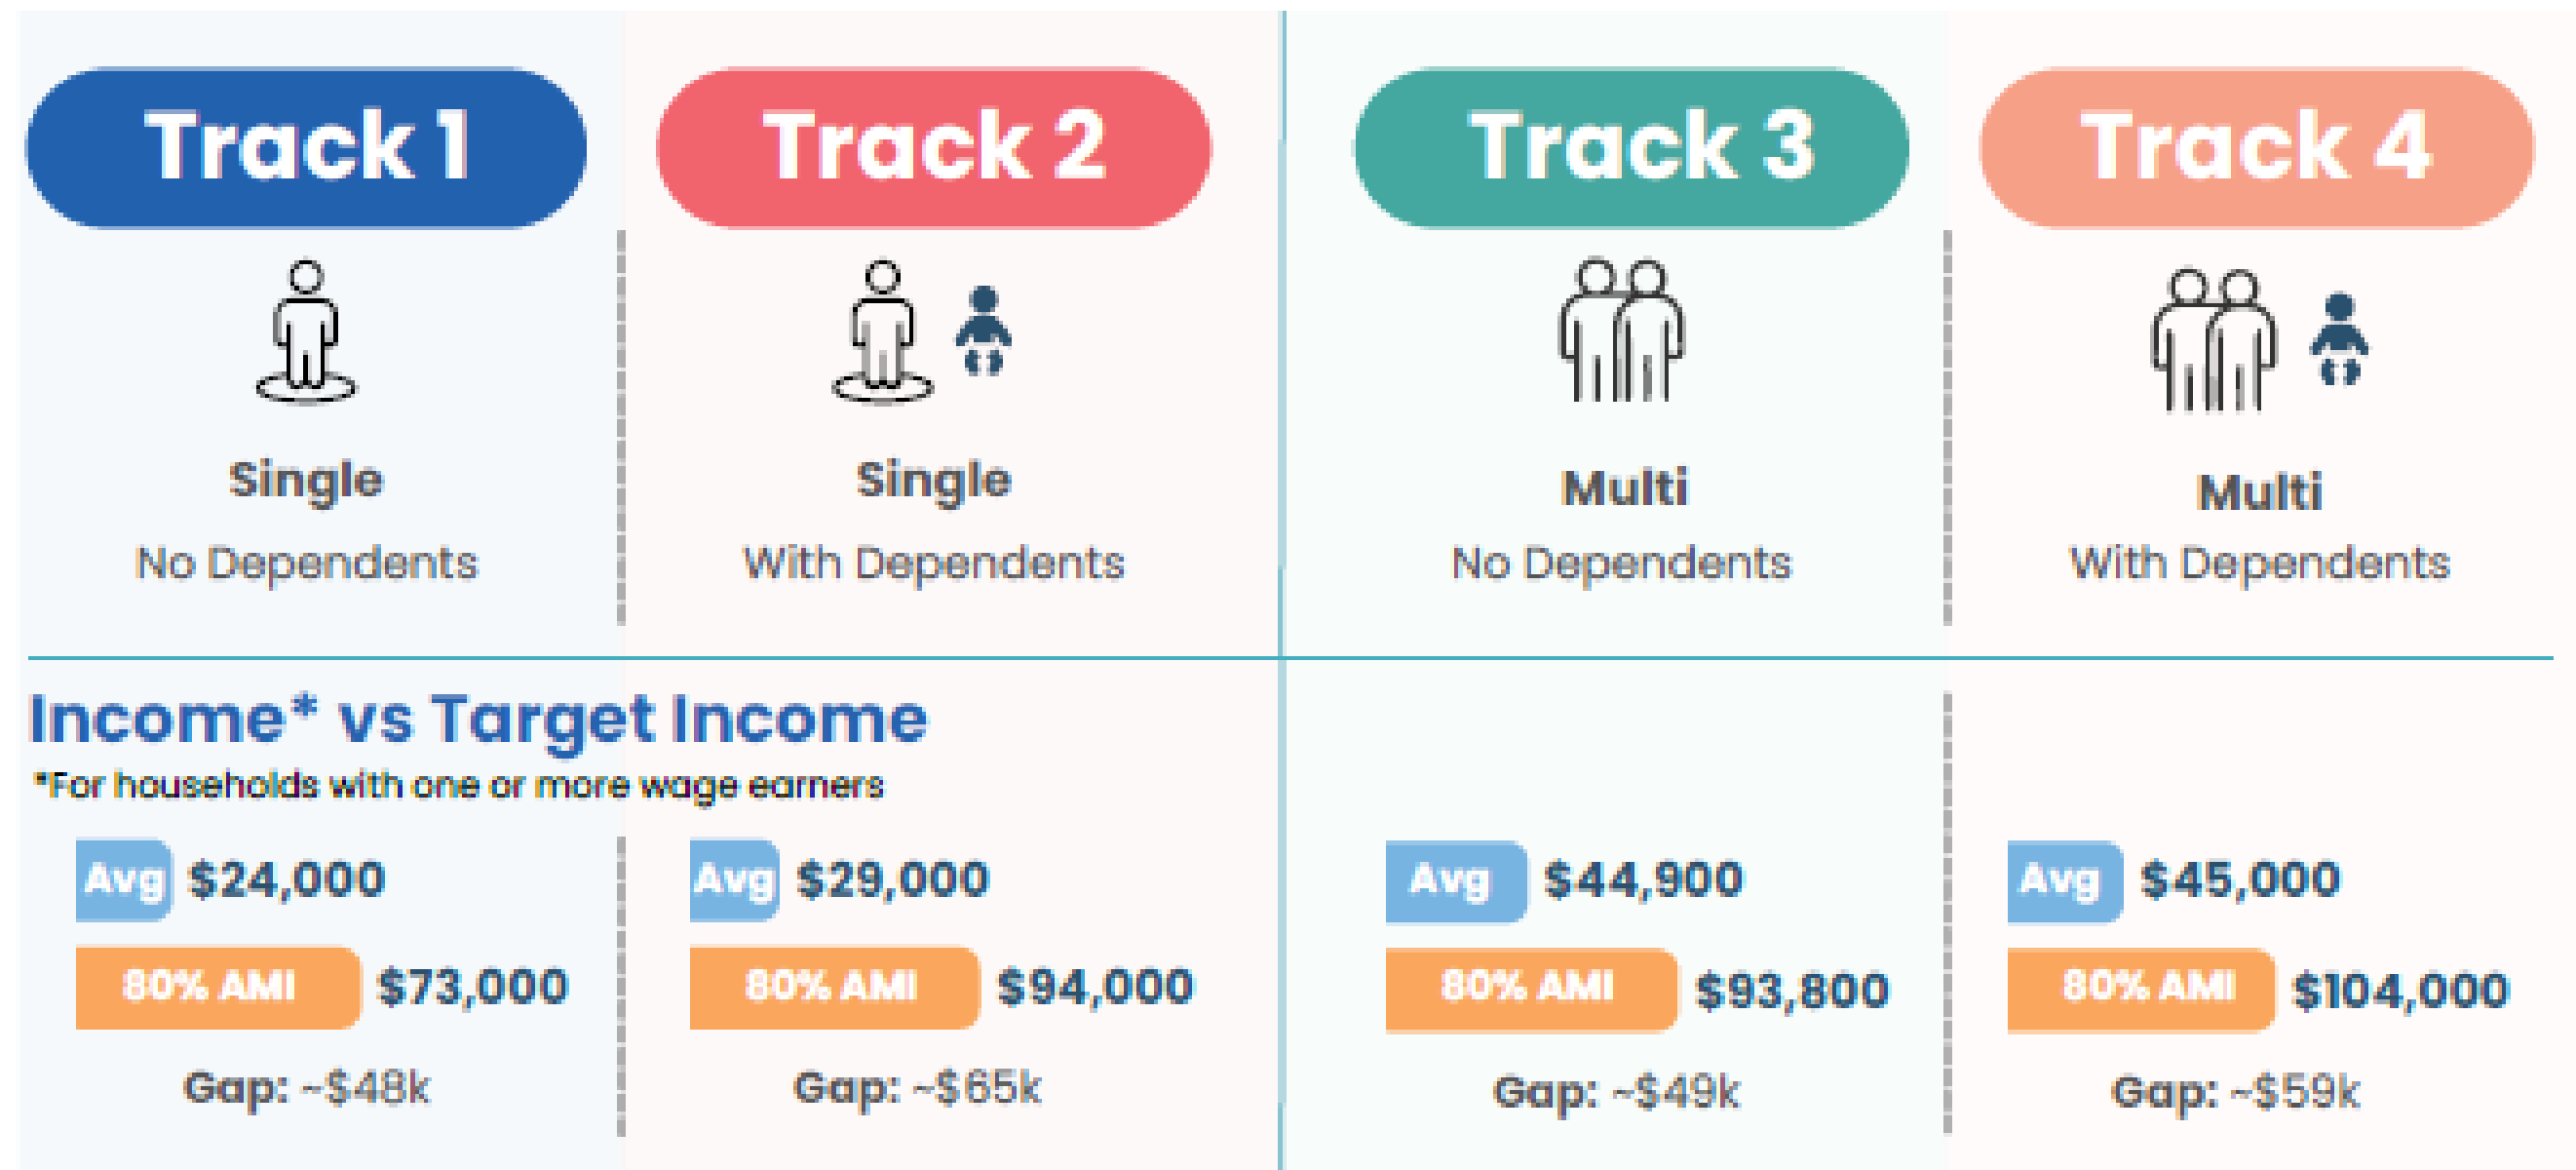 Track 1
Track 2
Track 3
Track 4
Single
No Dependents
Single
With Dependents
Multi
No Dependents
Multi
With Dependents
Income* vs Target Income
*For households with one or more wage earners
Avg $24,000
80% AMI $73,000
Gap: ~$48k
Avg $29,000
80% AMI $94,000
Gap: ~$65k
Avg $44,900
80% AMI $93,800
Gap: ~$49k
Avg $45,000
80% AMI $104,000
Gap: ~$59k